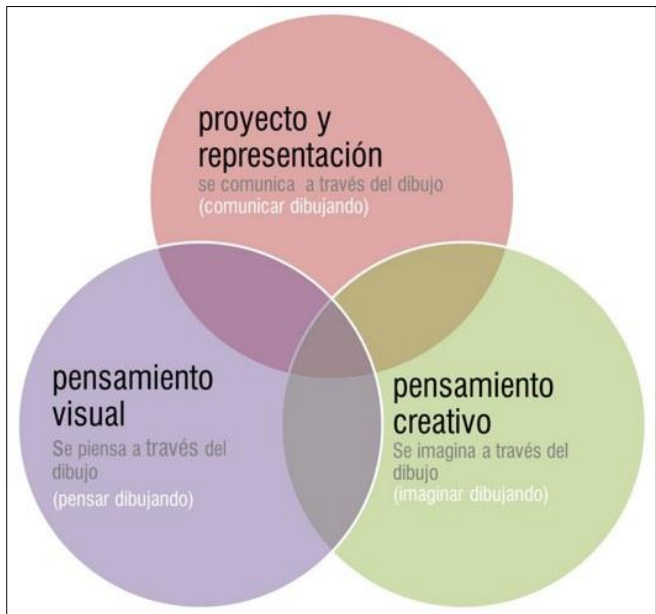 proyecto y
representación
se comunica a través del dibujo
(comunicar dibujando)
pensamiento
visual
Se piensa a través del
dibujo
(pensar dibujando)
pensamiento
creativo
Se imagina a través del
dibujo
(imaginar dibujando)